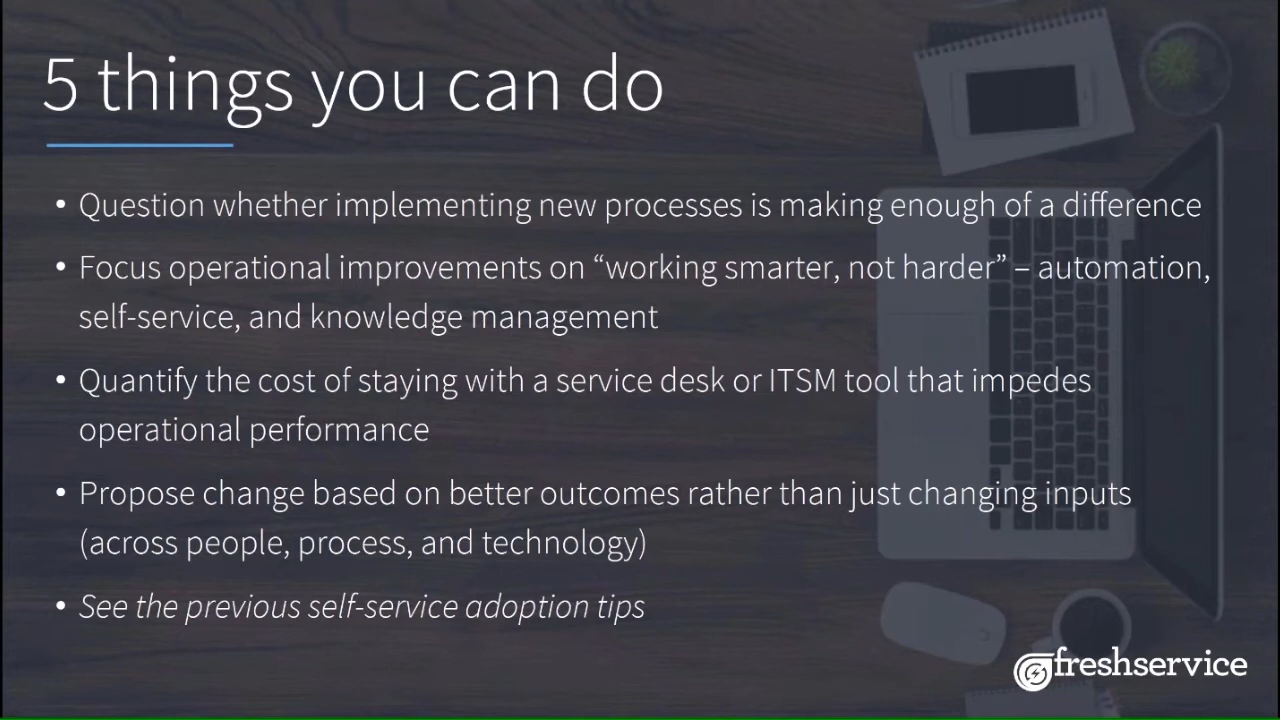 5 things you can do
• Question whether implementing new processes is making enough of a difference
• Focus operational improvements on “working smarter, not harder” – automation,
self-service, and knowledge management
• Quantify the cost of staying with a service desk or ITSM tool that impedes
operational performance
• Propose change based on better outcomes rather than just changing inputs
(across people, process, and technology)
• See the previous self-service adoption tips
freshservice